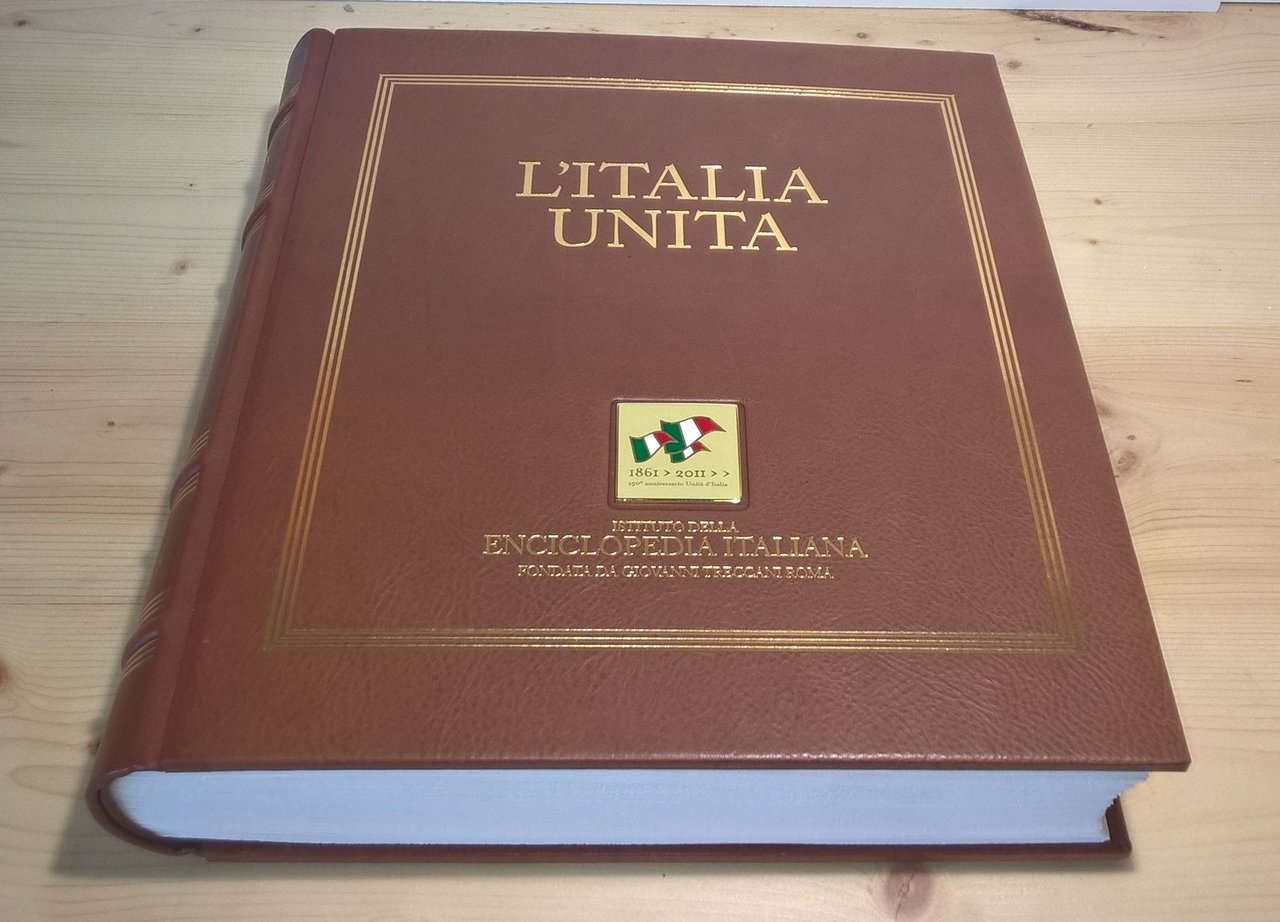 L'ITALIA
UNITA
1861 > 2011 > >
150° anniversario Unità d'Italia
ISTITUTO DELLA
ENCICLOPEDIA ITALIANA
FONDATA DA GIOVANNI TRECCANI ROMA